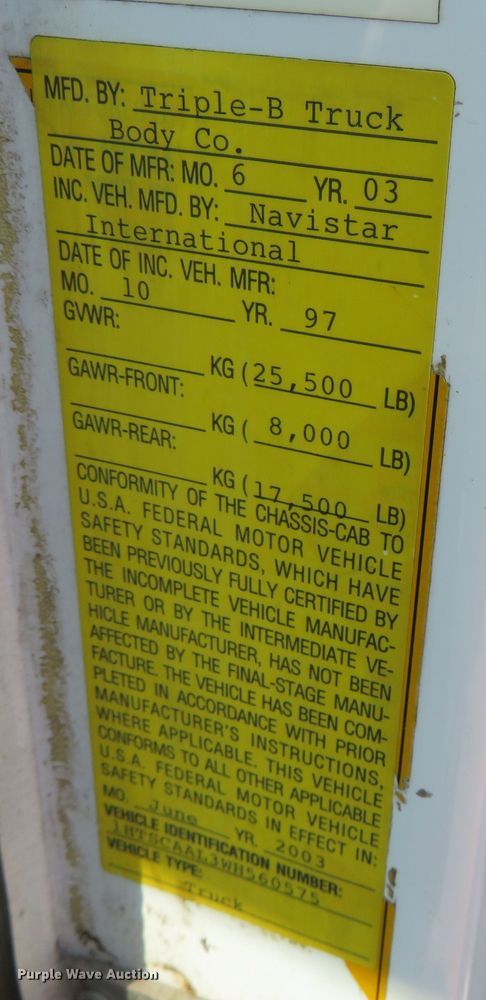 MFD. BY: Triple-B Truck
Body Co.
DATE OF MFR: MO. 6 YR. 03
INC. VEH. MFD. BY: Navistar
International
DATE OF INC. VEH. MFR:
MO. 10 YR. 97
GVWR:
KG (25,500 LB)
GAWR-FRONT:
KG ( 8,000 LB)
GAWR-REAR:
KG (17,500 LB)
CONFORMITY OF THE CHASSIS-CAB TO
U.S.A. FEDERAL MOTOR VEHICLE
SAFETY STANDARDS, WHICH HAVE
BEEN PREVIOUSLY FULLY CERTIFIED BY
THE INCOMPLETE VEHICLE MANUFAC-
TURER OR BY THE INTERMEDIATE VE-
HICLE MANUFACTURER, HAS NOT BEEN
AFFECTED BY THE FINAL-STAGE MANU-
FACTURE. THE VEHICLE HAS BEEN COM-
PLETED IN ACCORDANCE WITH PRIOR
MANUFACTURER'S INSTRUCTIONS,
WHERE APPLICABLE. THIS VEHICLE
CONFORMS TO ALL OTHER APPLICABLE
U.S.A. FEDERAL MOTOR VEHICLE
SAFETY STANDARDS IN EFFECT IN:
MO. June YR. 2003
VEHICLE IDENTIFICATION NUMBER:
1HTSCAAL3WH560575
VEHICLE TYPE:
Truck
Purple Wave Auction